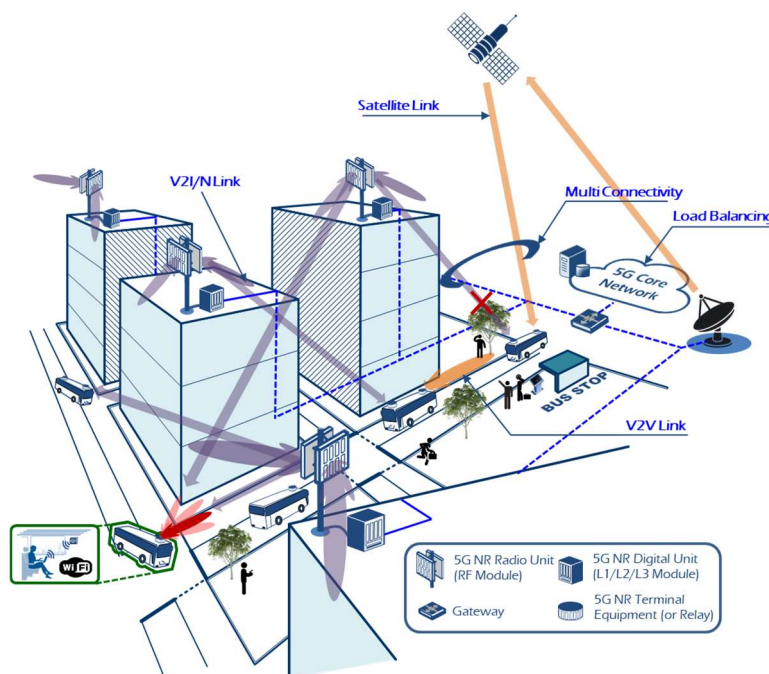 Satellite Link
V2I/N Link
Multi Connectivity
Load Balancing
5G Core
Network
BUS STOP
V2V Link
WiFi
5G NR Radio Unit
(RF Module)
5G NR Digital Unit
(L1/L2/L3 Module)
Gateway
5G NR Terminal
Equipment (or Relay)